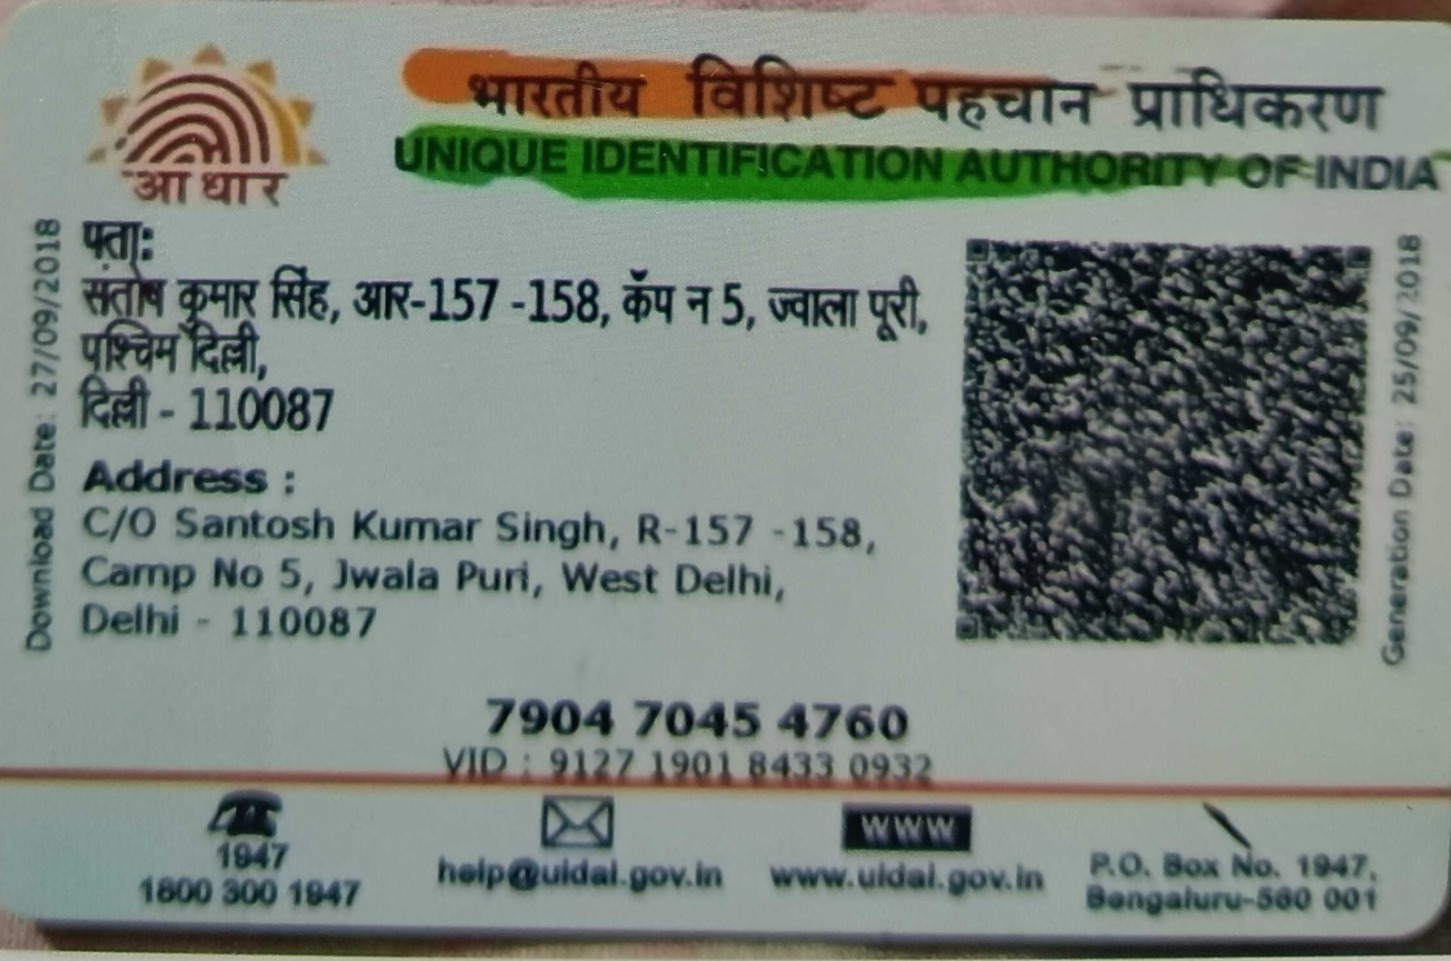 भारतीय विशिष्ट पहचान प्राधिकरण
UNIQUE IDENTIFICATION AUTHORITY OF INDIA
आधार
Download Date: 27/09/2018
पता:
संतोष कुमार सिंह, आर-157 -158, कॅप न 5, ज्वाला पूरी,
पश्चिम दिल्ली,
दिल्ली - 110087
Address :
C/O Santosh Kumar Singh, R-157 -158,
Camp No 5, Jwala Puri, West Delhi,
Delhi - 110087
Generation Date: 25/09/2018
7904 7045 4760
VID : 9127 1901 8433 0932
1947
1800 300 1947
help@uidai.gov.in
WWW
www.uidai.gov.in
P.O. Box No. 1947,
Bengaluru-560 001